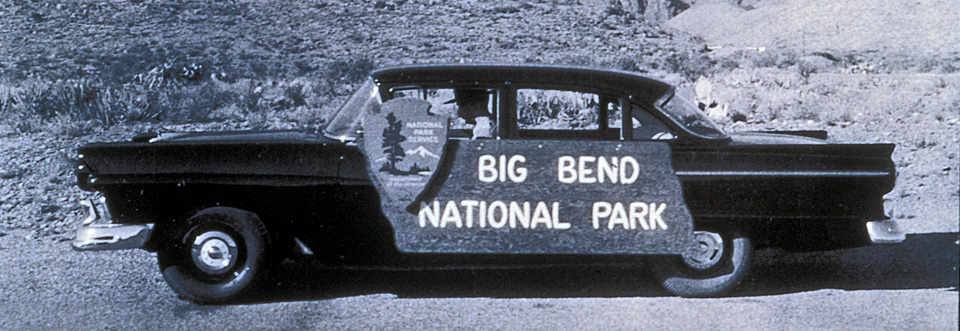 NATIONAL
PARK
SERVICE
BIG BEND
NATIONAL PARK